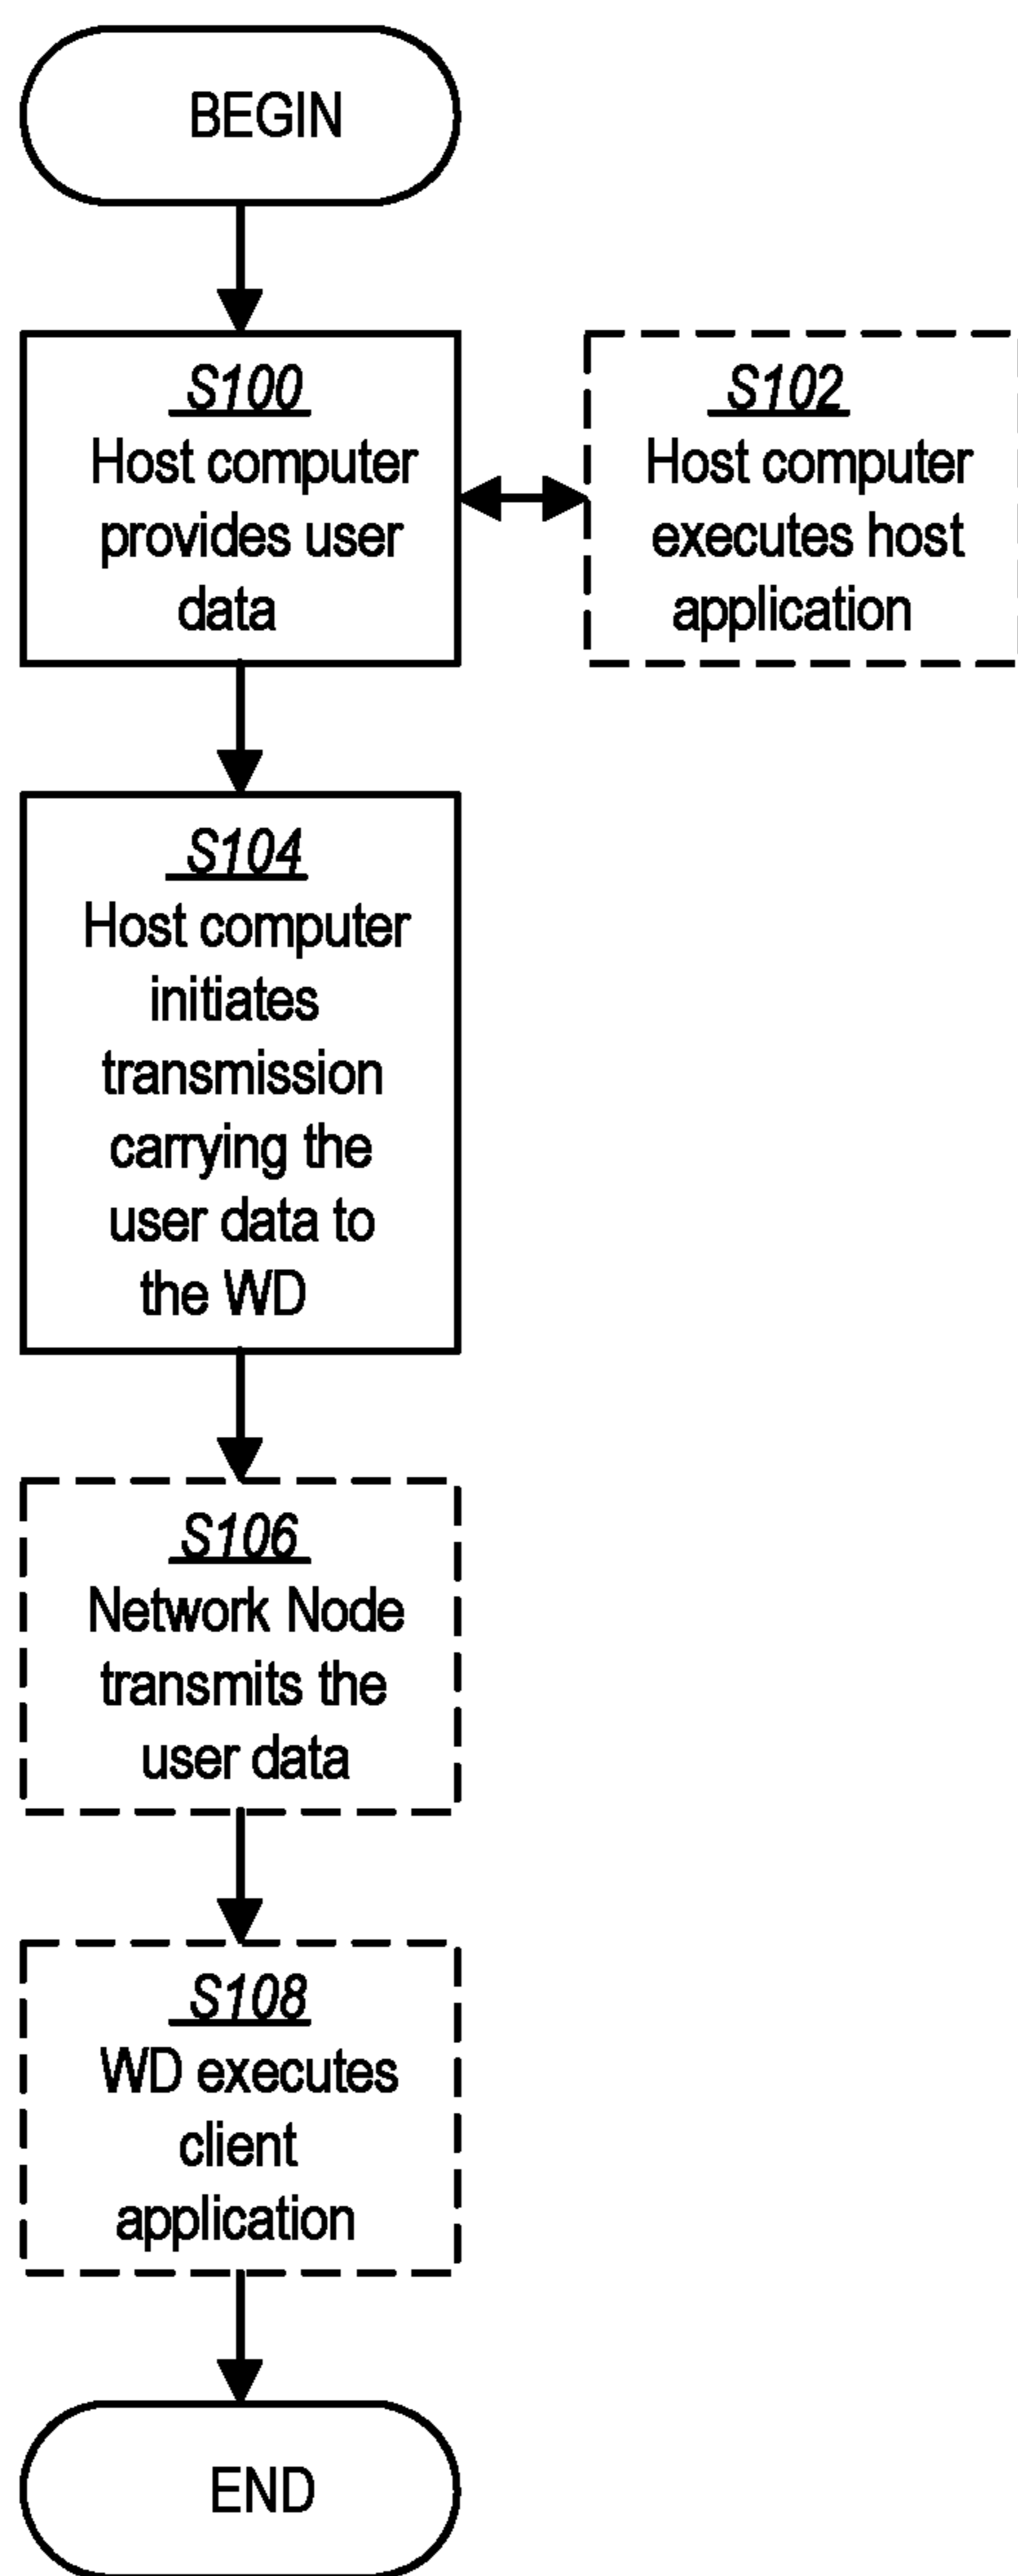 BEGIN
S100
Host computer
provides user
data
S102
Host computer
executes host
application
S104
Host computer
initiates
transmission
carrying the
user data to
the WD
S106
Network Node
transmits the
user data
S108
WD executes
client
application
END